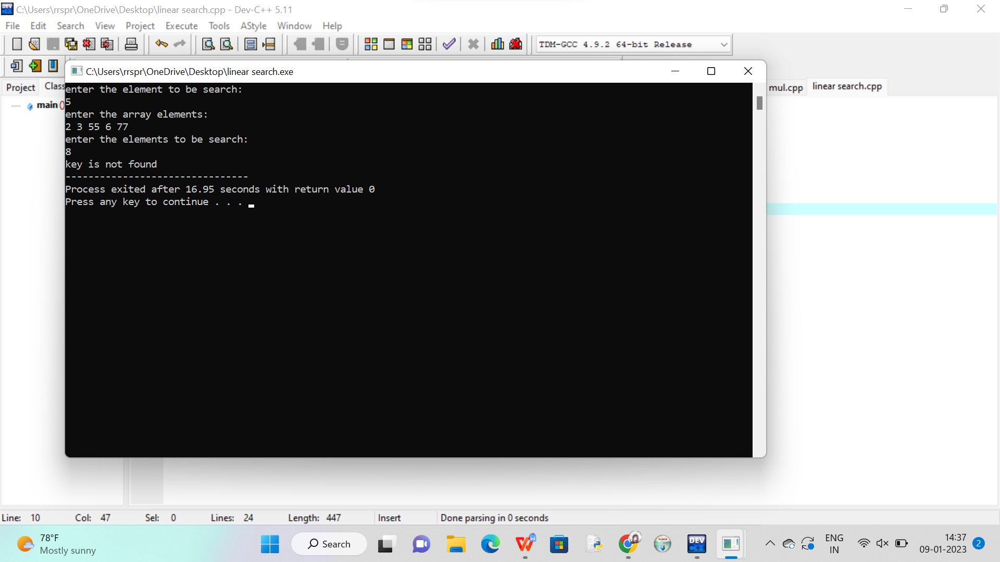 C:\Users\rrspr\OneDrive\Desktop\linear search.cpp - Dev-C++ 5.11
File Edit Search View Project Execute Tools AStyle Window Help
TDM-GCC 4.9.2 64-bit Release
C:\Users\rrspr\OneDrive\Desktop\linear search.exe
Project Class mul.cpp linear search.cpp
main ()
enter the element to be search:
5
enter the array elements:
2 3 55 6 77
enter the elements to be search:
8
key is not found
--------------------------------
Process exited after 16.95 seconds with return value 0
Press any key to continue . . .
Line: 10 Col: 47 Sel: 0 Lines: 24 Length: 447 Insert Done parsing in 0 seconds
78°F
Mostly sunny
Search
DEV
C++
ENG
IN
14:37
09-01-2023
2